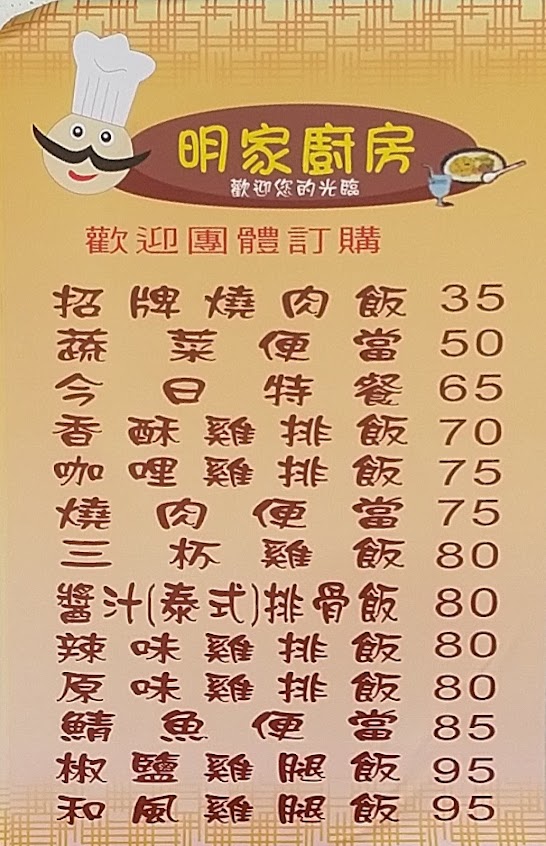 明家廚房
歡迎您的光臨
歡迎團體訂購
招牌燒肉飯 35
蔬菜便當 50
今日特餐 65
香酥雞排飯 70
咖哩雞排飯 75
燒肉便當 75
三杯雞飯 80
醬汁(泰式)排骨飯 80
辣味雞排飯 80
原味雞排飯 80
鯖魚便當 85
椒鹽雞腿飯 95
和風雞腿飯 95